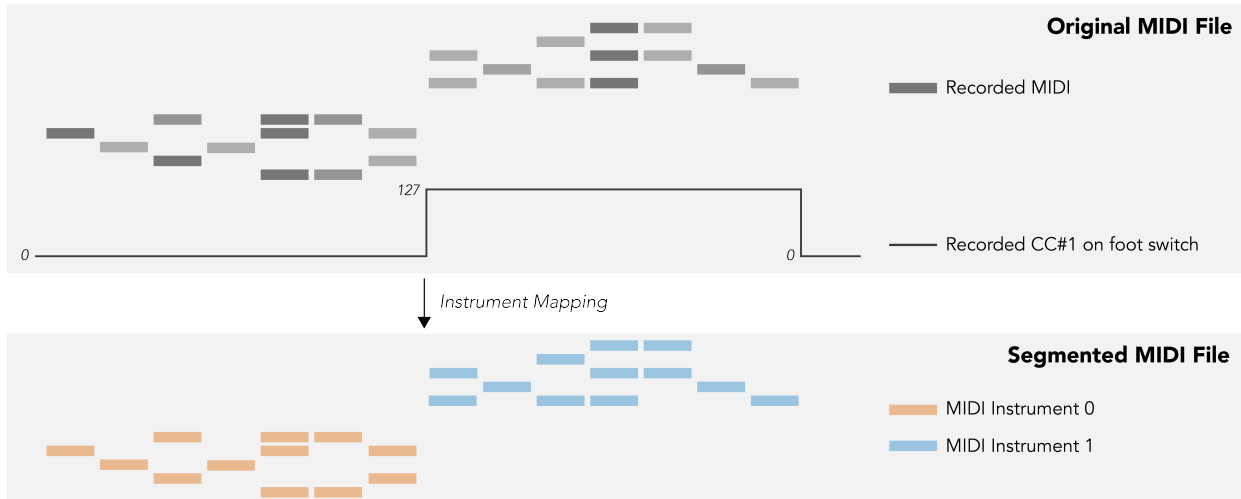 Original MIDI File
Recorded MIDI
127
0
0
Recorded CC#1 on foot switch
Instrument Mapping
Segmented MIDI File
MIDI Instrument 0
MIDI Instrument 1